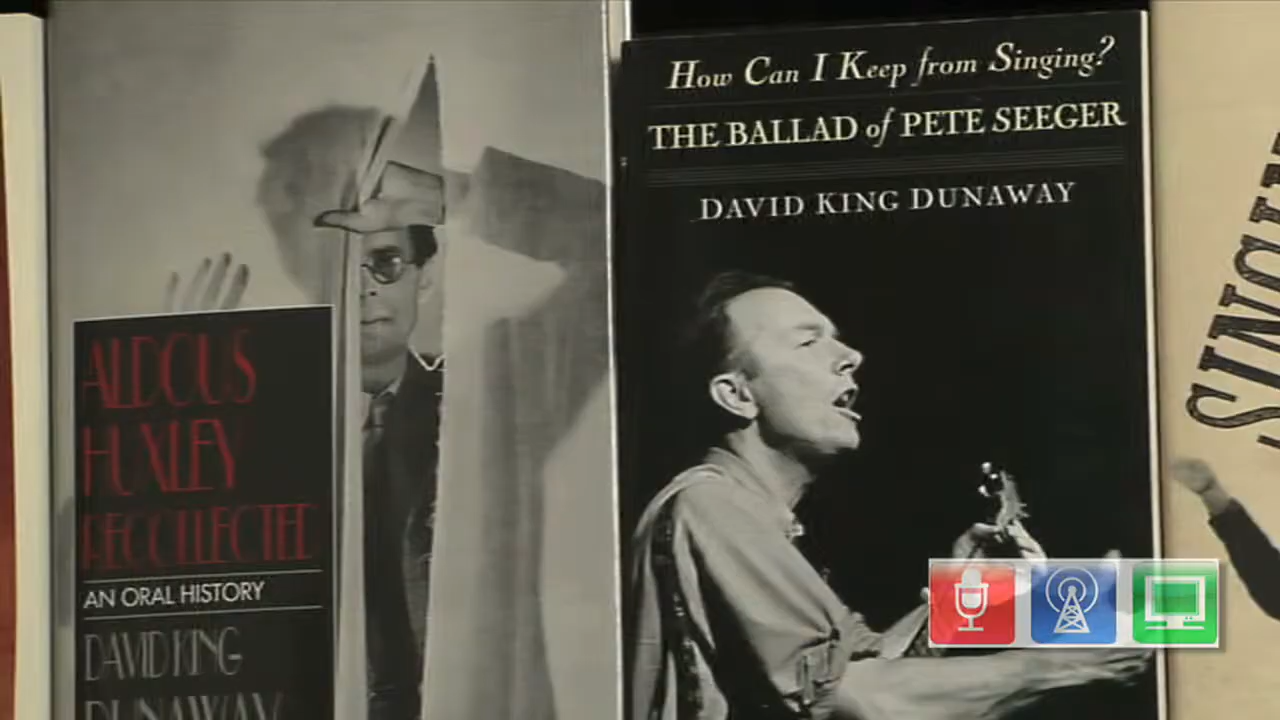 ALDOUS
HUXLEY
RECOLLECTED
AN ORAL HISTORY
DAVID KING
DUNAWAY
How Can I Keep from Singing?
THE BALLAD of PETE SEEGER
DAVID KING DUNAWAY